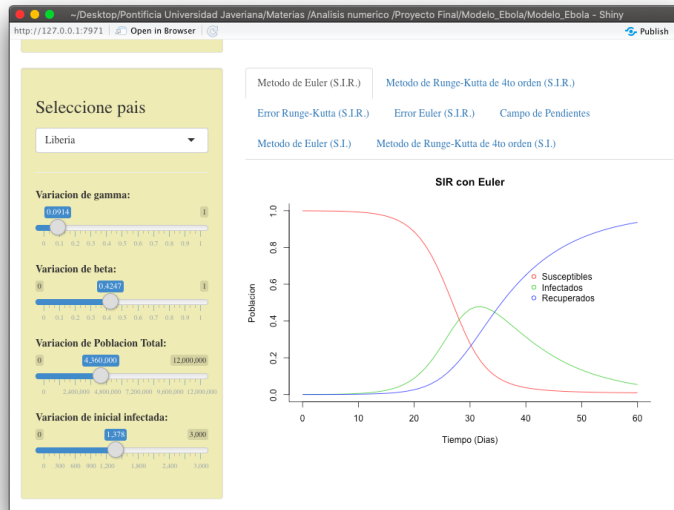 ~/Desktop/Pontificia Universidad Javeriana/Materias /Analisis numerico /Proyecto Final/Modelo_Ebola/Modelo_Ebola - Shiny
http://127.0.0.1:7971 Open in Browser Publish
Seleccione pais
Liberia
Variacion de gamma:
0.0914 1
0 0.1 0.2 0.3 0.4 0.5 0.6 0.7 0.8 0.9 1
Variacion de beta:
0 0.4247 1
0 0.1 0.2 0.3 0.4 0.5 0.6 0.7 0.8 0.9 1
Variacion de Poblacion Total:
0 4,360,000 12,000,000
0 2,400,000 4,800,000 7,200,000 9,600,000 12,000,000
Variacion de inicial infectada:
0 1,378 3,000
0 300 600 900 1,200 1,800 2,400 3,000
Metodo de Euler (S.I.R.) Metodo de Runge-Kutta de 4to orden (S.I.R.)
Error Runge-Kutta (S.I.R.) Error Euler (S.I.R.) Campo de Pendientes
Metodo de Euler (S.I.) Metodo de Runge-Kutta de 4to orden (S.I.)
SIR con Euler
Poblacion
1.0
0.8
0.6
0.4
0.2
0.0
Susceptibles
Infectados
Recuperados
0 10 20 30 40 50 60
Tiempo (Dias)